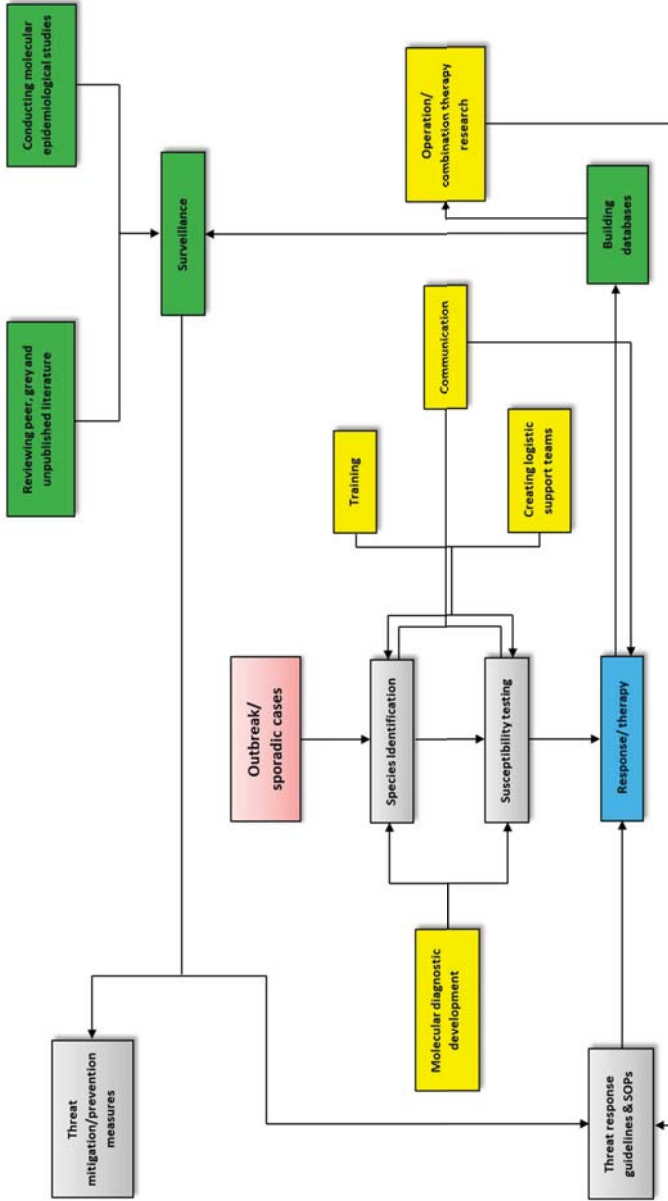 Threat
mitigation/prevention
measures
Reviewing peer, grey and
unpublished literature
Conducting molecular
epidemiological studies
Surveillance
Outbreak/
sporadic cases
Training
Species Identification
Molecular diagnostic
development
Communication
Operation/
combination therapy
research
Susceptibility testing
Creating logistic
support teams
Threat response
guidelines & SOPs
Response/ therapy
Building
databases